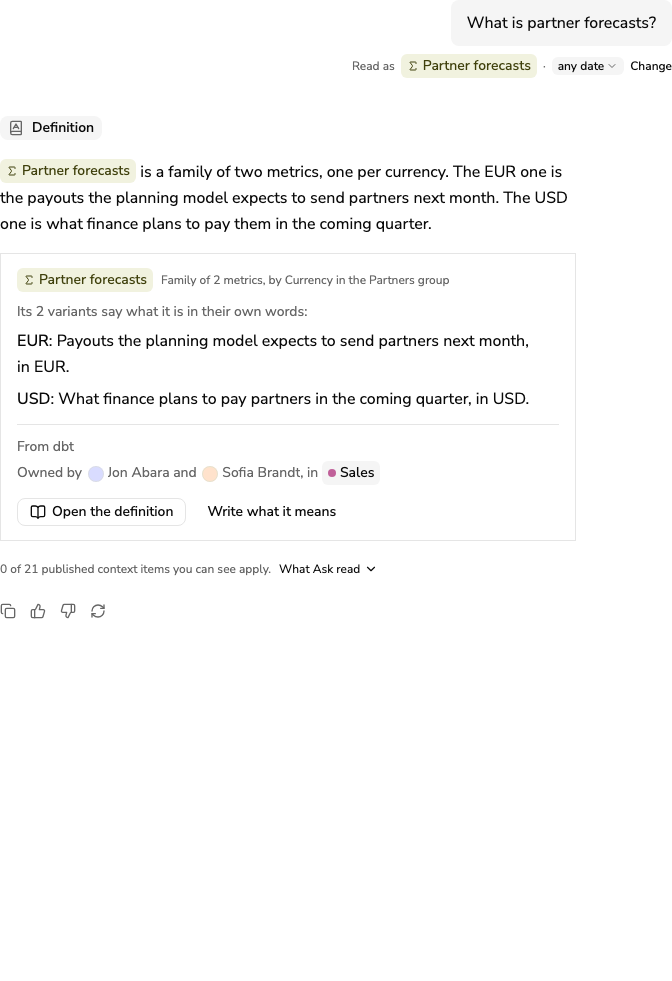 What is partner forecasts?
Read as Σ Partner forecasts · any date Change
Definition
Σ Partner forecasts is a family of two metrics, one per currency. The EUR one is
the payouts the planning model expects to send partners next month. The USD
one is what finance plans to pay them in the coming quarter.
Σ Partner forecasts Family of 2 metrics, by Currency in the Partners group
Its 2 variants say what it is in their own words:
EUR: Payouts the planning model expects to send partners next month,
in EUR.
USD: What finance plans to pay partners in the coming quarter, in USD.
From dbt
Owned by Jon Abara and Sofia Brandt, in Sales
Open the definition Write what it means
0 of 21 published context items you can see apply. What Ask read